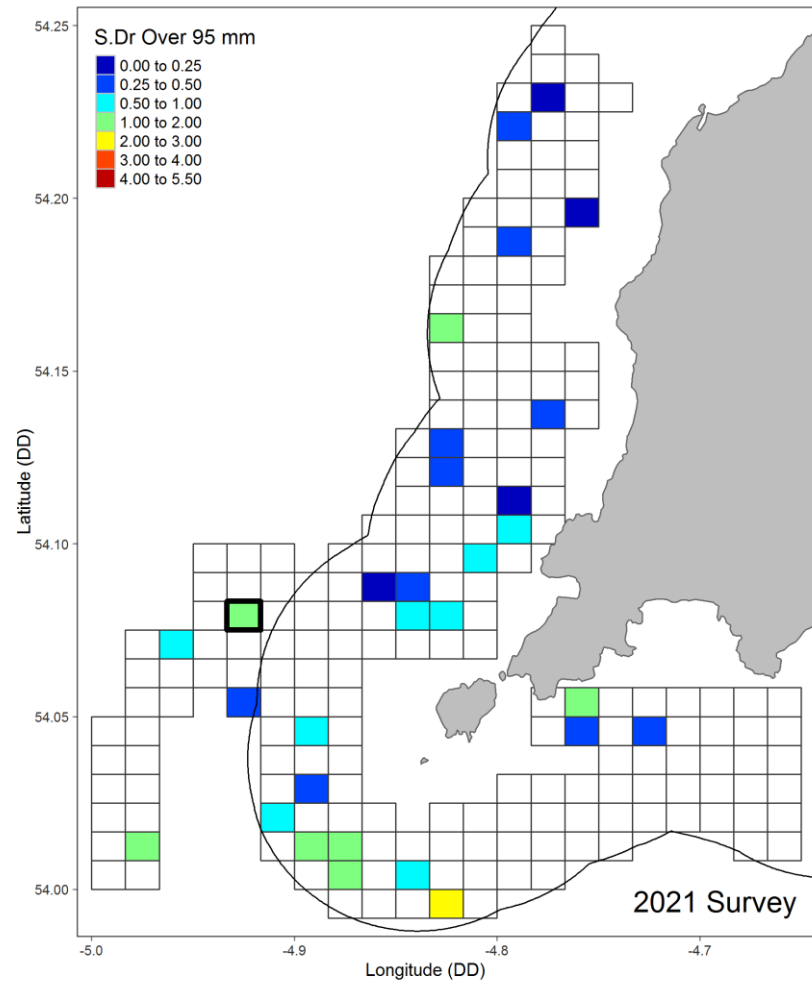 S.Dr Over 95 mm
0.00 to 0.25
0.25 to 0.50
0.50 to 1.00
1.00 to 2.00
2.00 to 3.00
3.00 to 4.00
4.00 to 5.50
54.25
54.20
54.15
54.10
54.05
54.00
Latitude (DD)
2021 Survey
-5.0 -4.9 -4.8 -4.7
Longitude (DD)